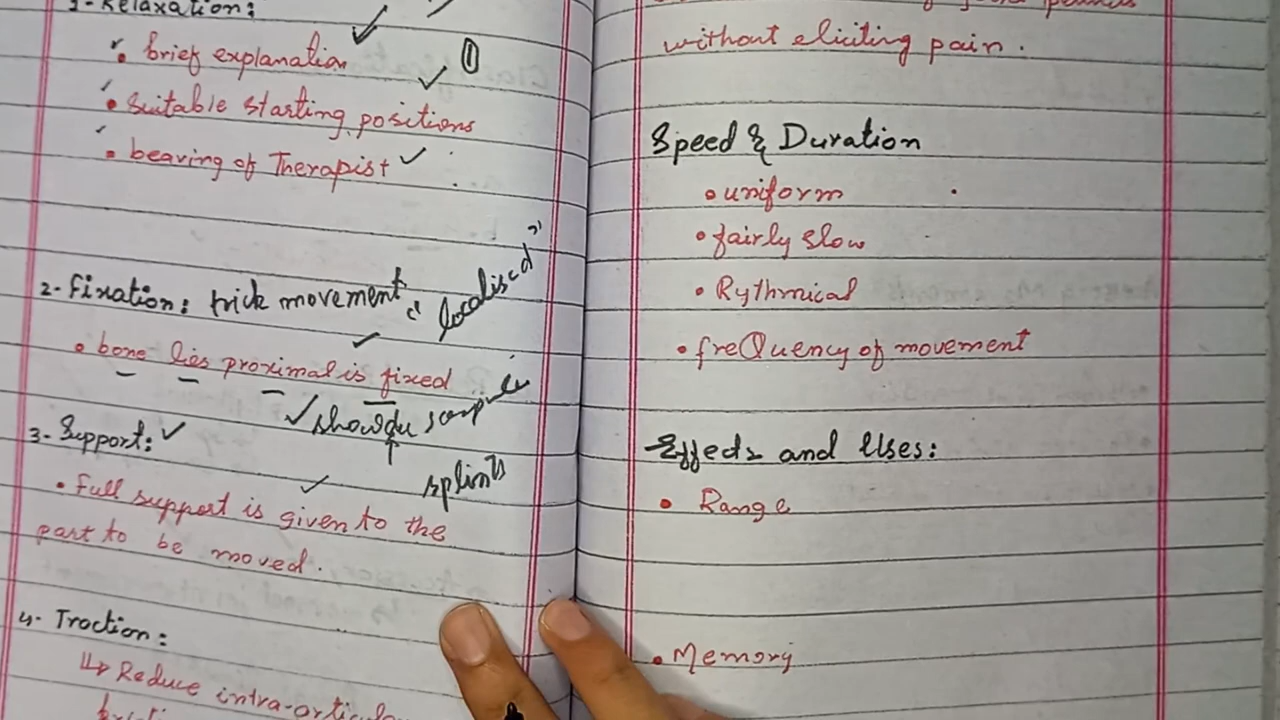 1- Relaxation:
• brief explanation
①
• suitable starting positions
• bearing of Therapist
2- Fixation: trick movement "localised"
• bone lies proximal is fixed
splints
3- Support:
• Full support is given to the
part to be moved.
4- Traction:
Reduce intra-articular
without eliciting pain.
Speed & Duration
• uniform
• fairly slow
• Rythmical
• freQuency of movement
Effects and Uses:
• Range
• Memory